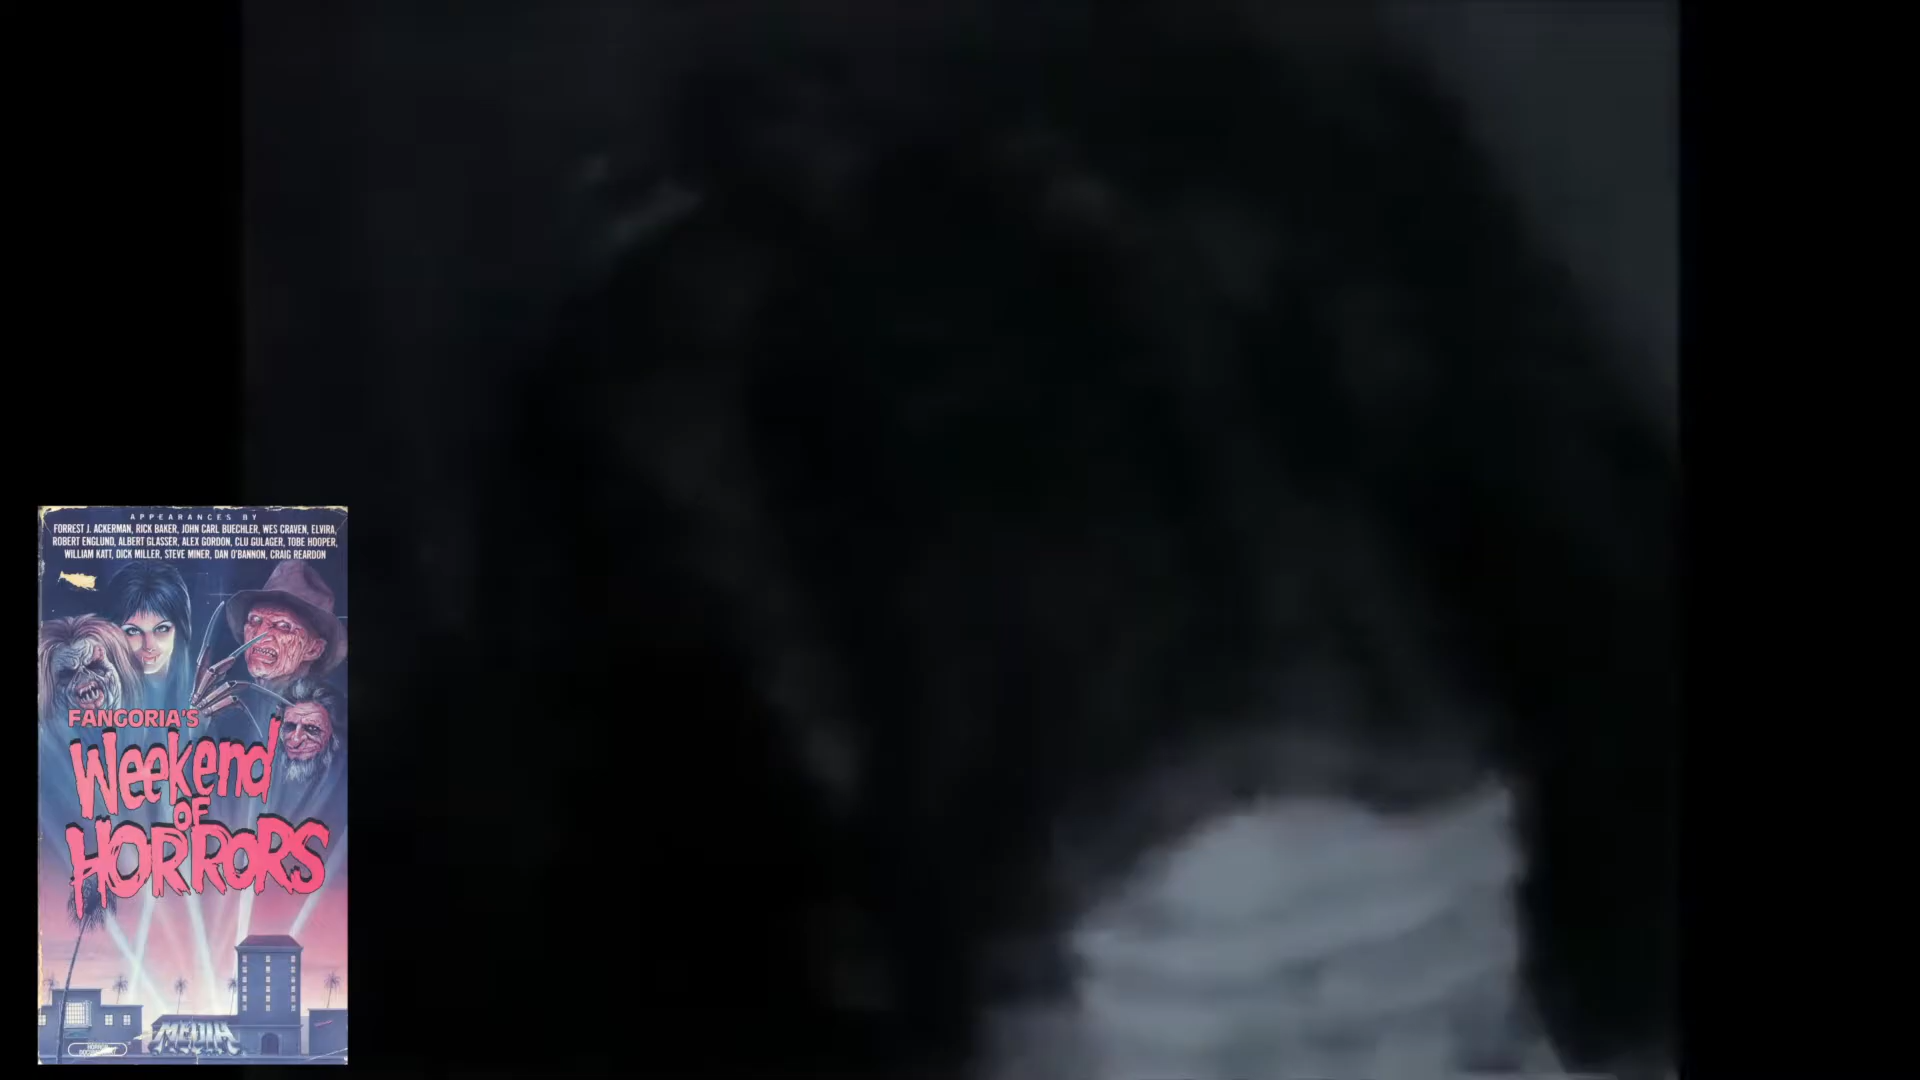 APPEARANCES BY
FORREST J. ACKERMAN, RICK BAKER, JOHN CARL BUECHLER, WES CRAVEN, ELVIRA,
ROBERT ENGLUND, ALBERT GLASSER, ALEX GORDON, CLU GULAGER, TOBE HOOPER,
WILLIAM KATT, DICK MILLER, STEVE MINER, DAN O'BANNON, CRAIG REARDON
FANGORIA'S
Weekend
OF
HORRORS
MEDIA